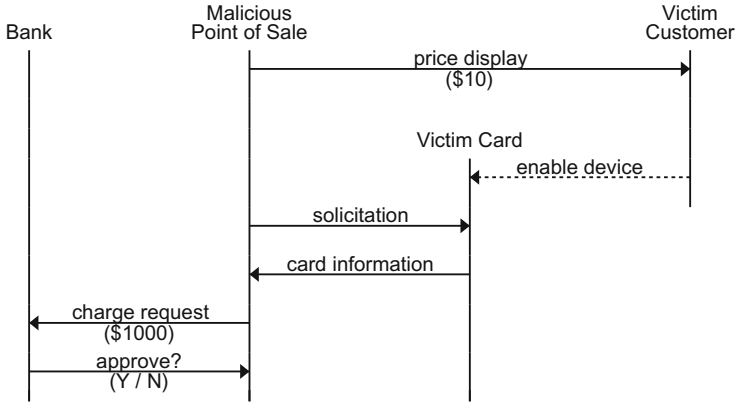 Bank
Malicious
Point of Sale
Victim
Customer
price display
($10)
Victim Card
enable device
solicitation
card information
charge request
($1000)
approve?
(Y / N)